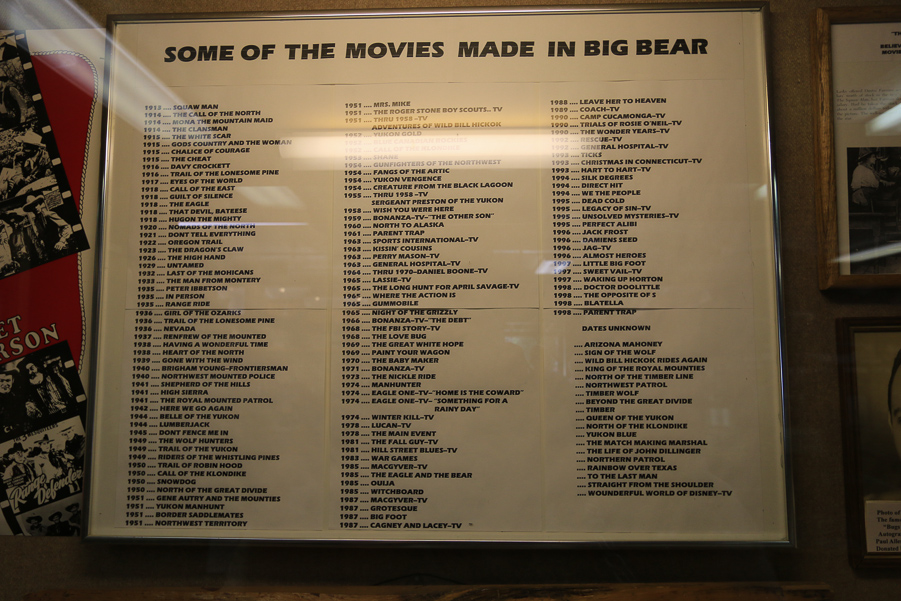 SOME OF THE MOVIES MADE IN BIG BEAR
1913 .... SQUAW MAN
1914 .... THE CALL OF THE NORTH
1914 .... MONA THE MOUNTAIN MAID
1914 .... THE CLANSMAN
1915 .... THE WHITE SCAR
1915 .... GODS COUNTRY AND THE WOMAN
1915 .... CHALICE OF COURAGE
1915 .... THE CHEAT
1916 .... DAVY CROCKETT
1916 .... TRAIL OF THE LONESOME PINE
1917 .... EYES OF THE WORLD
1918 .... CALL OF THE EAST
1918 .... GUILT OF SILENCE
1918 .... THE EAGLE
1918 .... THAT DEVIL, BATEESE
1918 .... HUGON THE MIGHTY
1920 .... NOMADS OF THE NORTH
1921 .... DONT TELL EVERYTHING
1922 .... OREGON TRAIL
1923 .... THE DRAGON'S CLAW
1926 .... THE HIGH HAND
1929 .... UNTAMED
1932 .... LAST OF THE MOHICANS
1933 .... THE MAN FROM MONTERY
1935 .... PETER IBBETSON
1935 .... IN PERSON
1935 .... RANGE RIDE
1936 .... GIRL OF THE OZARKS
1936 .... TRAIL OF THE LONESOME PINE
1936 .... NEVADA
1937 .... RENFREW OF THE MOUNTED
1938 .... HAVING A WONDERFUL TIME
1938 .... HEART OF THE NORTH
1939 .... GONE WITH THE WIND
1940 .... BRIGHAM YOUNG-FRONTIERSMAN
1940 .... NORTHWEST MOUNTED POLICE
1941 .... SHEPHERD OF THE HILLS
1941 .... HIGH SIERRA
1941 .... THE ROYAL MOUNTED PATROL
1942 .... HERE WE GO AGAIN
1944 .... BELLE OF THE YUKON
1944 .... LUMBERJACK
1945 .... DONT FENCE ME IN
1949 .... THE WOLF HUNTERS
1949 .... TRAIL OF THE YUKON
1949 .... RIDERS OF THE WHISTLING PINES
1950 .... TRAIL OF ROBIN HOOD
1950 .... CALL OF THE KLONDIKE
1950 .... SNOWDOG
1950 .... NORTH OF THE GREAT DIVIDE
1951 .... GENE AUTRY AND THE MOUNTIES
1951 .... YUKON MANHUNT
1951 .... BORDER SADDLEMATES
1951 .... NORTHWEST TERRITORY
1951 .... MRS. MIKE
1951 .... THE ROGER STONE BOY SCOUTS.. TV
1951 .... THRU 1958 -TV
ADVENTURES OF WILD BILL HICKOK
1952 .... YUKON GOLD
1953 .... SHANE
1954 .... GUNFIGHTERS OF THE NORTHWEST
1954 .... FANGS OF THE ARTIC
1954 .... YUKON VENGENCE
1954 .... CREATURE FROM THE BLACK LAGOON
1955 .... THRU 1958 -TV
SERGEANT PRESTON OF THE YUKON
1958 .... WISH YOU WERE HERE
1959 .... BONANZA-TV-"THE OTHER SON"
1960 .... NORTH TO ALASKA
1961 .... PARENT TRAP
1963 .... SPORTS INTERNATIONAL-TV
1963 .... KISSIN' COUSINS
1963 .... PERRY MASON-TV
1963 .... GENERAL HOSPITAL-TV
1964 .... THRU 1970-DANIEL BOONE-TV
1965 .... LASSIE-TV
1965 .... THE LONG HUNT FOR APRIL SAVAGE-TV
1965 .... WHERE THE ACTION IS
1965 .... GUMMOBILE
1965 .... NIGHT OF THE GRIZZLY
1966 .... BONANZA-TV-"THE DEBT"
1968 .... THE FBI STORY-TV
1968 .... THE LOVE BUG
1969 .... THE GREAT WHITE HOPE
1969 .... PAINT YOUR WAGON
1970 .... THE BABY MAKER
1971 .... BONANZA-TV
1973 .... THE NICKLE RIDE
1974 .... MANHUNTER
1974 .... EAGLE ONE-TV-"HOME IS THE COWARD"
1974 .... EAGLE ONE-TV- "SOMETHING FOR A
RAINY DAY"
1974 .... WINTER KILL-TV
1978 .... LUCAN-TV
1978 .... THE MAIN EVENT
1981 .... THE FALL GUY-TV
1981 .... HILL STREET BLUES-TV
1983 .... WAR GAMES
1985 .... MACGYVER-TV
1985 .... THE EAGLE AND THE BEAR
1985 .... OUIJA
1985 .... WITCHBOARD
1987 .... MACGYVER-TV
1987 .... GROTESQUE
1987 .... BIG FOOT
1987 .... CAGNEY AND LACEY-TV
1988 .... LEAVE HER TO HEAVEN
1989 .... COACH-TV
1990 .... CAMP CUCAMONGA-TV
1990 .... TRIALS OF ROSIE O'NEIL-TV
1990 .... THE WONDER YEARS-TV
RESCUE-TV
GENERAL HOSPITAL-TV
1993 .... TICKS
1993 .... CHRISTMAS IN CONNECTICUT-TV
1993 .... HART TO HART-TV
1994 .... SILK DEGREES
1994 .... DIRECT HIT
1994 .... WE THE PEOPLE
1995 .... DEAD COLD
1995 .... LEGACY OF SIN-TV
1995 .... UNSOLVED MYSTERIES-TV
1995 .... PERFECT ALIBI
1996 .... JACK FROST
1996 .... DAMIENS SEED
1996 .... JAG-TV
1996 .... ALMOST HEROES
1997 .... LITTLE BIG FOOT
1997 .... SWEET VAIL-TV
1997 .... WAKING UP HORTON
1998 .... DOCTOR DOOLITTLE
1998 .... THE OPPOSITE OF S
1998 .... BLATELLA
1998 .... PARENT TRAP
DATES UNKNOWN
.... ARIZONA MAHONEY
.... SIGN OF THE WOLF
.... WILD BILL HICKOK RIDES AGAIN
.... KING OF THE ROYAL MOUNTIES
.... NORTH OF THE TIMBER LINE
.... NORTHWEST PATROL
.... TIMBER WOLF
.... BEYOND THE GREAT DIVIDE
.... TIMBER
.... QUEEN OF THE YUKON
.... NORTH OF THE KLONDIKE
.... YUKON BLUE
.... THE MATCH MAKING MARSHAL
.... THE LIFE OF JOHN DILLINGER
.... NORTHERN PATROL
.... RAINBOW OVER TEXAS
.... TO THE LAST MAN
.... STRAIGHT FROM THE SHOULDER
.... WOUNDERFUL WORLD OF DISNEY-TV
ET
ERSON
Range Defenders
Photo of
The fam
"Bugs
Autogra
Paul All
Donated